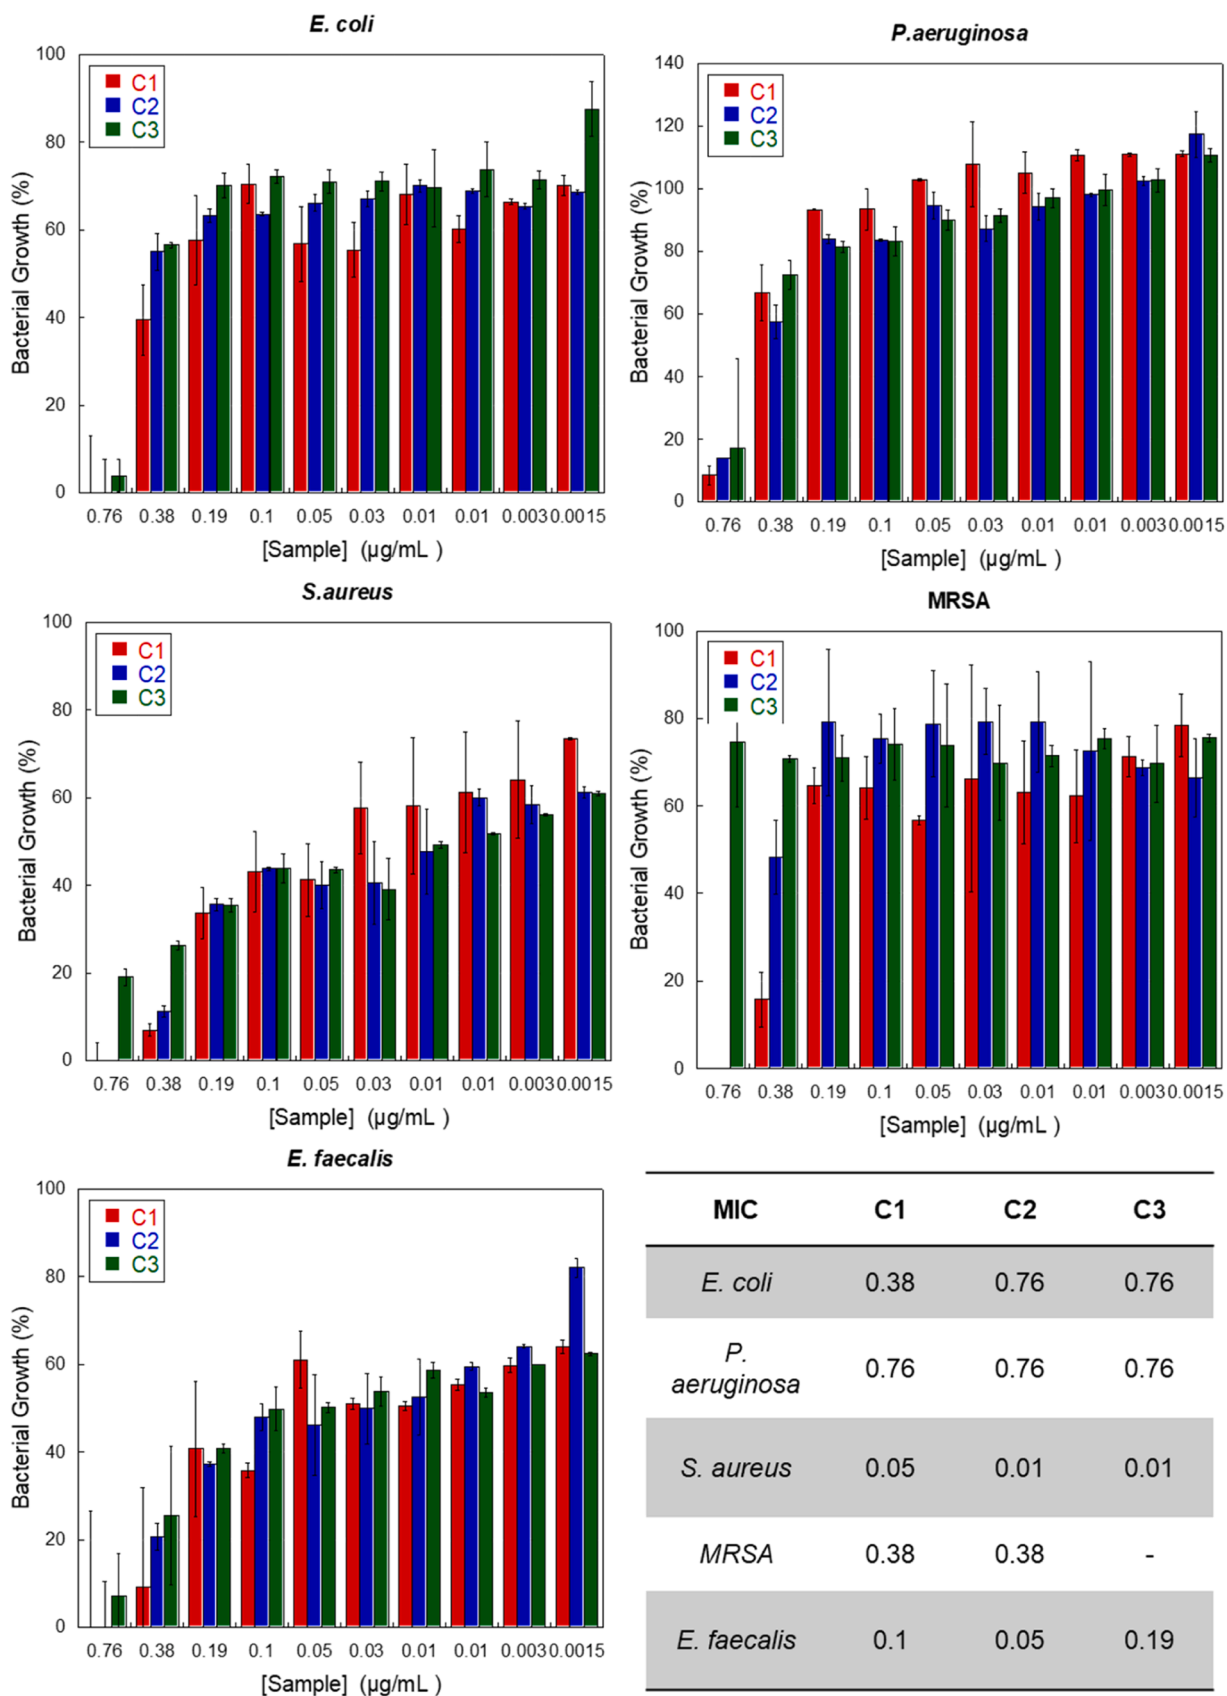 E. coli
100
80
60
40
20
0
Bacterial Growth (%)
C1
C2
C3
0.76 0.38 0.19 0.1 0.05 0.03 0.01 0.01 0.003 0.0015
[Sample] (µg/mL )
P.aeruginosa
140
120
100
80
60
40
20
0
Bacterial Growth (%)
C1
C2
C3
0.76 0.38 0.19 0.1 0.05 0.03 0.01 0.01 0.003 0.0015
[Sample] (µg/mL )
S.aureus
100
80
60
40
20
0
Bacterial Growth (%)
C1
C2
C3
0.76 0.38 0.19 0.1 0.05 0.03 0.01 0.01 0.003 0.0015
[Sample] (µg/mL )
MRSA
100
80
60
40
20
0
Bacterial Growth (%)
C1
C2
C3
0.76 0.38 0.19 0.1 0.05 0.03 0.01 0.01 0.003 0.0015
[Sample] (µg/mL )
E. faecalis
100
80
60
40
20
0
Bacterial Growth (%)
C1
C2
C3
0.76 0.38 0.19 0.1 0.05 0.03 0.01 0.01 0.003 0.0015
[Sample] (µg/mL )
MIC C1 C2 C3
E. coli 0.38 0.76 0.76
P.
aeruginosa 0.76 0.76 0.76
S. aureus 0.05 0.01 0.01
MRSA 0.38 0.38 -
E. faecalis 0.1 0.05 0.19